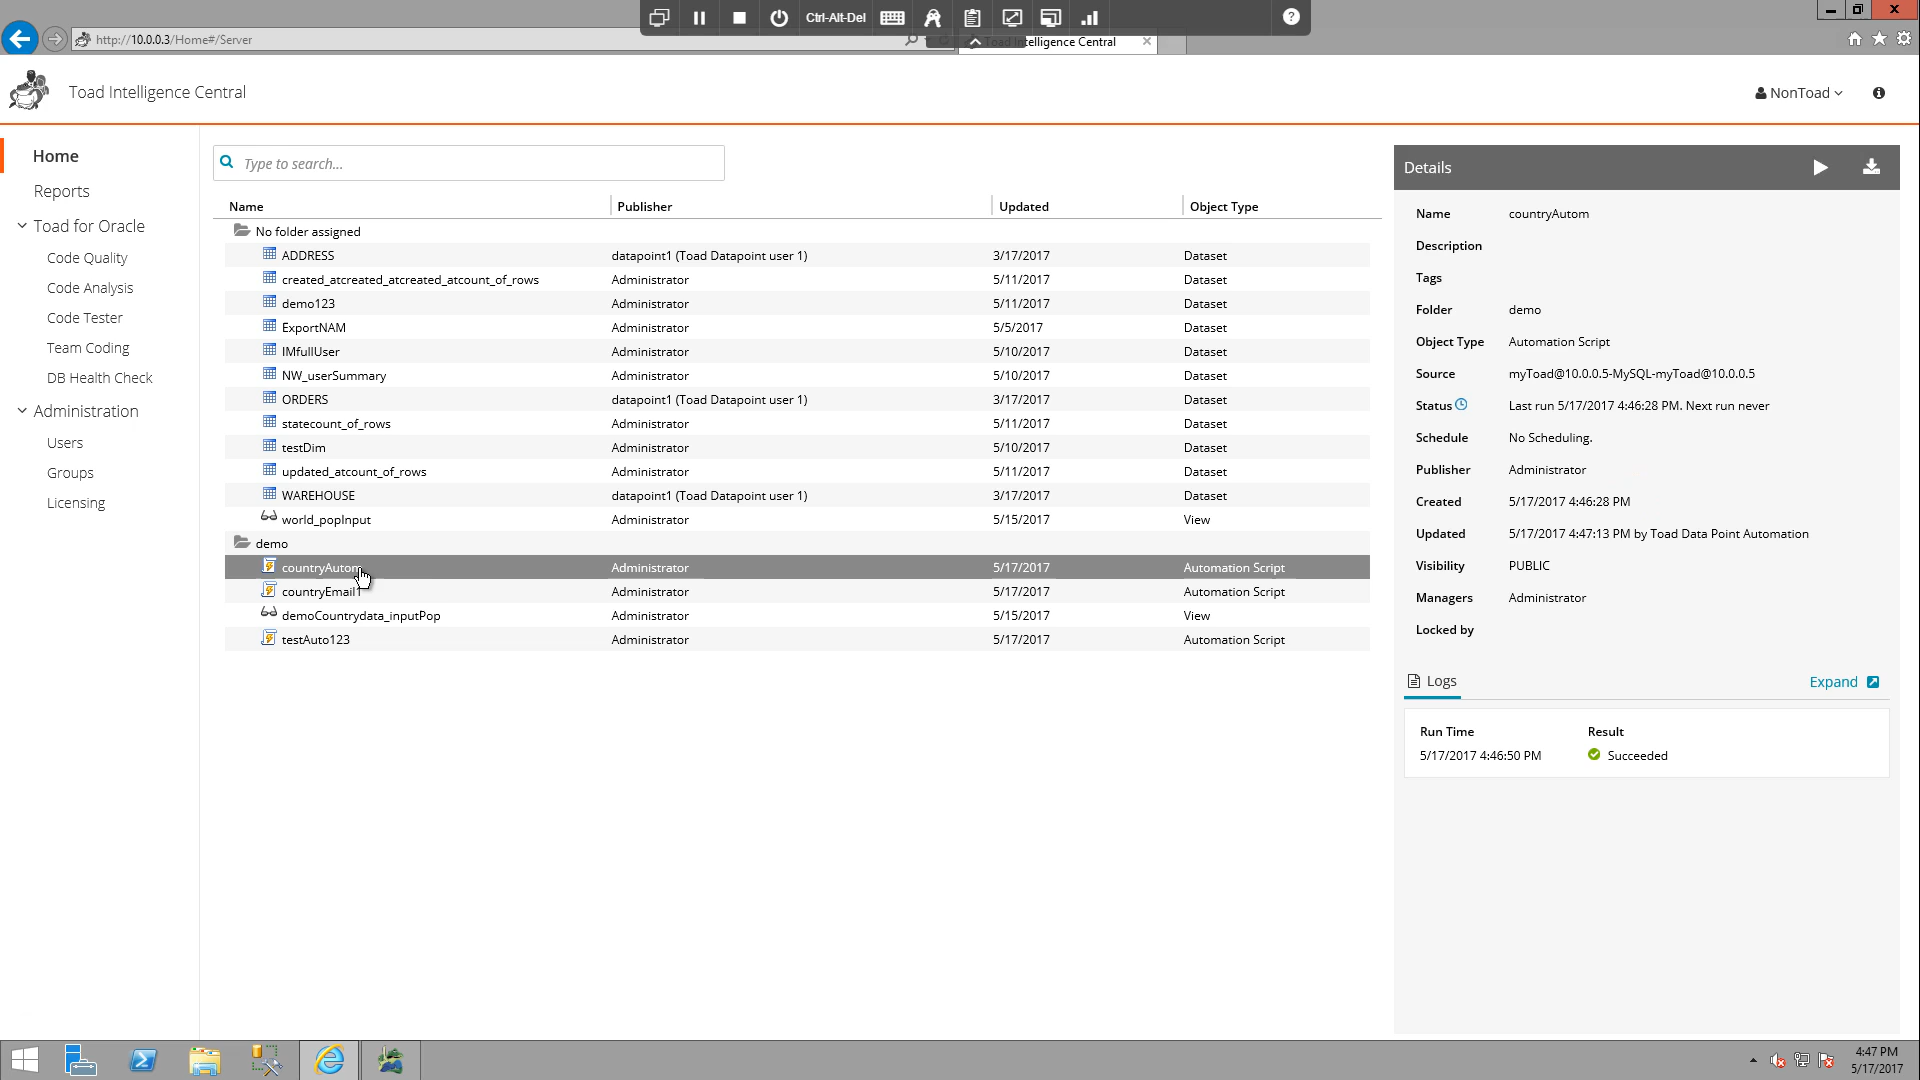 Ctrl-Alt-Del
http://10.0.0.3/Home#/Server
Toad Intelligence Central
Toad Intelligence Central
NonToad
Home
Reports
Toad for Oracle
Code Quality
Code Analysis
Code Tester
Team Coding
DB Health Check
Administration
Users
Groups
Licensing
Type to search...
Name Publisher Updated Object Type
No folder assigned
ADDRESS datapoint1 (Toad Datapoint user 1) 3/17/2017 Dataset
created_atcreated_atcreated_atcount_of_rows Administrator 5/11/2017 Dataset
demo123 Administrator 5/11/2017 Dataset
ExportNAM Administrator 5/5/2017 Dataset
IMfullUser Administrator 5/10/2017 Dataset
NW_userSummary Administrator 5/10/2017 Dataset
ORDERS datapoint1 (Toad Datapoint user 1) 3/17/2017 Dataset
statecount_of_rows Administrator 5/11/2017 Dataset
testDim Administrator 5/10/2017 Dataset
updated_atcount_of_rows Administrator 5/11/2017 Dataset
WAREHOUSE datapoint1 (Toad Datapoint user 1) 3/17/2017 Dataset
world_popInput Administrator 5/15/2017 View
demo
countryAutom Administrator 5/17/2017 Automation Script
countryEmail1 Administrator 5/17/2017 Automation Script
demoCountrydata_inputPop Administrator 5/15/2017 View
testAuto123 Administrator 5/17/2017 Automation Script
Details
Name countryAutom
Description
Tags
Folder demo
Object Type Automation Script
Source myToad@10.0.0.5-MySQL-myToad@10.0.0.5
Status Last run 5/17/2017 4:46:28 PM. Next run never
Schedule No Scheduling.
Publisher Administrator
Created 5/17/2017 4:46:28 PM
Updated 5/17/2017 4:47:13 PM by Toad Data Point Automation
Visibility PUBLIC
Managers Administrator
Locked by
Logs Expand
Run Time Result
5/17/2017 4:46:50 PM Succeeded
4:47 PM
5/17/2017